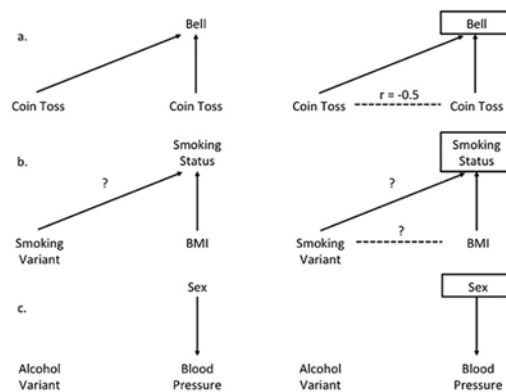 Bell Bell
a.
r = -0.5
Coin Toss Coin Toss Coin Toss Coin Toss
b. Smoking Status Smoking Status
? ?
?
Smoking Variant BMI Smoking Variant BMI
Sex Sex
c.
Alcohol Variant Blood Pressure Alcohol Variant Blood Pressure